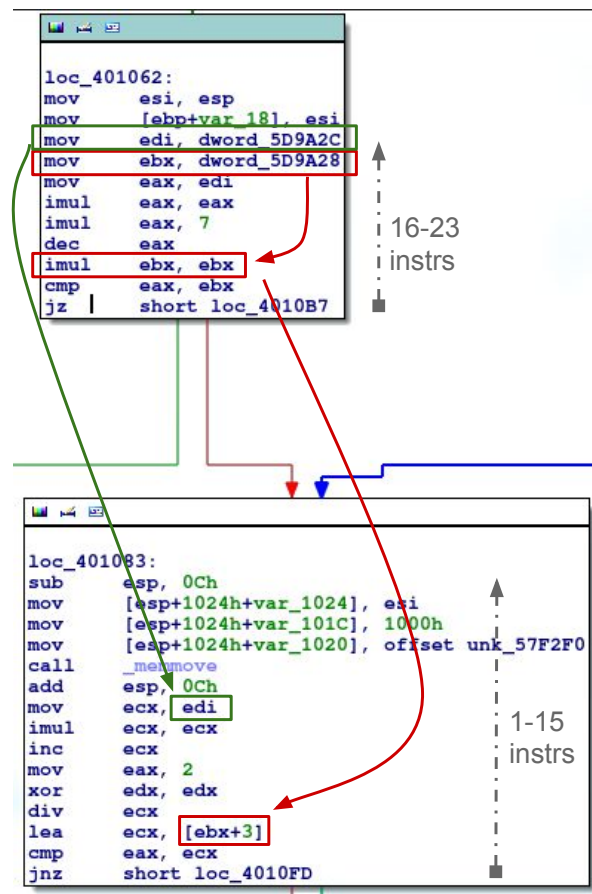 loc_401062:
mov esi, esp
mov [ebp+var_18], esi
mov edi, dword_5D9A2C
mov ebx, dword_5D9A28
mov eax, edi
imul eax, eax
imul eax, 7
dec eax
imul ebx, ebx
cmp eax, ebx
jz short loc_4010B7
16-23
instrs
loc_401083:
sub esp, 0Ch
mov [esp+1024h+var_1024], esi
mov [esp+1024h+var_101C], 1000h
mov [esp+1024h+var_1020], offset unk_57F2F0
call _memmove
add esp, 0Ch
mov ecx, edi
imul ecx, ecx
inc ecx
mov eax, 2
xor edx, edx
div ecx
lea ecx, [ebx+3]
cmp eax, ecx
jnz short loc_4010FD
1-15
instrs